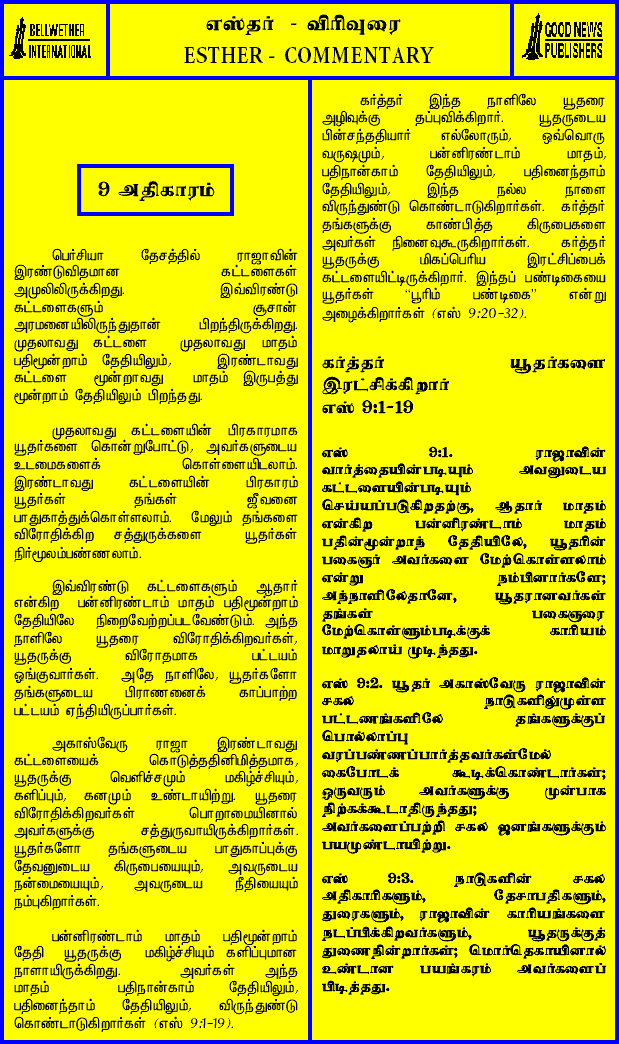 BELLWETHER
INTERNATIONAL
எஸ்தர் - விரிவுரை
ESTHER - COMMENTARY
GOOD NEWS
PUBLISHERS
9 அதிகாரம்
பெர்சியா தேசத்தில் ராஜாவின்
இரண்டுவிதமான கட்டளைகள்
அமுலிலிருக்கிறது. இவ்விரண்டு
கட்டளைகளும் சூசான்
அரமனையிலிருந்துதான் பிறந்திருக்கிறது.
முதலாவது கட்டளை முதலாவது மாதம்
பதிமூன்றாம் தேதியிலும், இரண்டாவது
கட்டளை மூன்றாவது மாதம் இருபத்து
மூன்றாம் தேதியிலும் பிறந்தது.
முதலாவது கட்டளையின் பிரகாரமாக
யூதர்களை கொன்றுபோட்டு, அவர்களுடைய
உடமைகளைக் கொள்ளையிடலாம்.
இரண்டாவது கட்டளையின் பிரகாரம்
யூதர்கள் தங்கள் ஜீவனை
பாதுகாத்துக்கொள்ளலாம். மேலும் தங்களை
விரோதிக்கிற சத்துருக்களை யூதர்கள்
நிர்மூலம்பண்ணலாம்.
இவ்விரண்டு கட்டளைகளும் ஆதார்
என்கிற பன்னிரண்டாம் மாதம் பதிமூன்றாம்
தேதியிலே நிறைவேற்றப்படவேண்டும். அந்த
நாளிலே யூதரை விரோதிக்கிறவர்கள்,
யூதருக்கு விரோதமாக பட்டயம்
ஓங்குவார்கள். அதே நாளிலே, யூதர்களோ
தங்களுடைய பிராணனைக் காப்பாற்ற
பட்டயம் ஏந்தியிருப்பார்கள்.
அகாஸ்வேரு ராஜா இரண்டாவது
கட்டளையைக் கொடுத்ததினிமித்தமாக,
யூதருக்கு வெளிச்சமும் மகிழ்ச்சியும்,
களிப்பும், கனமும் உண்டாயிற்று. யூதரை
விரோதிக்கிறவர்கள் பொறாமையினால்
அவர்களுக்கு சத்துருவாயிருக்கிறார்கள்.
யூதர்களோ தங்களுடைய பாதுகாப்புக்கு
தேவனுடைய கிருபையையும், அவருடைய
நன்மையையும், அவருடைய நீதியையும்
நம்புகிறார்கள்.
பன்னிரண்டாம் மாதம் பதிமூன்றாம்
தேதி யூதருக்கு மகிழ்ச்சியும் களிப்புமான
நாளாயிருக்கிறது. அவர்கள் அந்த
மாதம் பதிநான்காம் தேதியிலும்,
பதினைந்தாம் தேதியிலும், விருந்துண்டு
கொண்டாடுகிறார்கள் (எஸ் 9:1-19).
கர்த்தர் இந்த நாளிலே யூதரை
அழிவுக்கு தப்புவிக்கிறார். யூதருடைய
பின்சந்ததியார் எல்லோரும், ஒவ்வொரு
வருஷமும், பன்னிரண்டாம் மாதம்,
பதிநான்காம் தேதியிலும், பதினைந்தாம்
தேதியிலும், இந்த நல்ல நாளை
விருந்துண்டு கொண்டாடுகிறார்கள். கர்த்தர்
தங்களுக்கு காண்பித்த கிருபைகளை
அவர்கள் நினைவுகூருகிறார்கள். கர்த்தர்
யூதருக்கு மிகப்பெரிய இரட்சிப்பைக்
கட்டளையிட்டிருக்கிறார். இந்தப் பண்டிகையை
யூதர்கள் “பூரிம் பண்டிகை” என்று
அழைக்கிறார்கள் (எஸ் 9:20-32).
கர்த்தர் யூதர்களை
இரட்சிக்கிறார்
எஸ் 9:1-19
எஸ் 9:1. ராஜாவின்
வார்த்தையின்படியும் அவனுடைய
கட்டளையின்படியும்
செய்யப்படுகிறதற்கு, ஆதார் மாதம்
என்கிற பன்னிரண்டாம் மாதம்
பதின்மூன்றாந் தேதியிலே, யூதரின்
பகைஞர் அவர்களை மேற்கொள்ளலாம்
என்று நம்பினார்களே;
அந்நாளிலேதானே, யூதரானவர்கள்
தங்கள் பகைஞரை
மேற்கொள்ளும்படிக்குக் காரியம்
மாறுதலாய் முடிந்தது.
எஸ் 9:2. யூதர் அகாஸ்வேரு ராஜாவின்
சகல நாடுகளிலுமுள்ள
பட்டணங்களிலே தங்களுக்குப்
பொல்லாப்பு
வரப்பண்ணப்பார்த்தவர்கள்மேல்
கைபோடக் கூடிக்கொண்டார்கள்;
ஒருவரும் அவர்களுக்கு முன்பாக
நிற்கக்கூடாதிருந்தது;
அவர்களைப்பற்றி சகல ஜனங்களுக்கும்
பயமுண்டாயிற்று.
எஸ் 9:3. நாடுகளின் சகல
அதிகாரிகளும், தேசாபதிகளும்,
துரைகளும், ராஜாவின் காரியங்களை
நடப்பிக்கிறவர்களும், யூதருக்குத்
துணைநின்றார்கள்; மொர்தெகாயினால்
உண்டான பயங்கரம் அவர்களைப்
பிடித்தது.